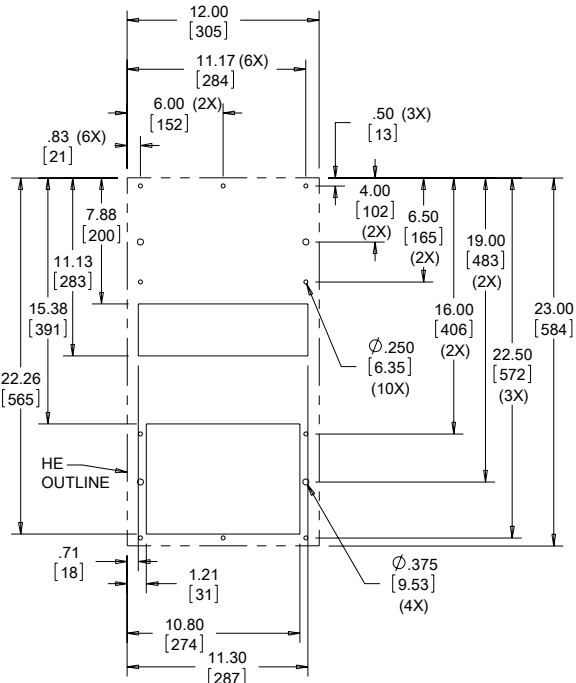 12.00
[305]
11.17 (6X)
[284]
6.00 (2X)
[152]
.83 (6X)
[21]
.50 (3X)
[13]
4.00
[102]
(2X)
6.50
[165]
(2X)
7.88
[200]
11.13
[283]
15.38
[391]
22.26
[565]
19.00
[483]
(2X)
16.00
[406]
(2X)
23.00
[584]
22.50
[572]
(3X)
∅.250
[6.35]
(10X)
HE
OUTLINE
.71
[18]
1.21
[31]
∅.375
[9.53]
(4X)
10.80
[274]
11.30
[287]